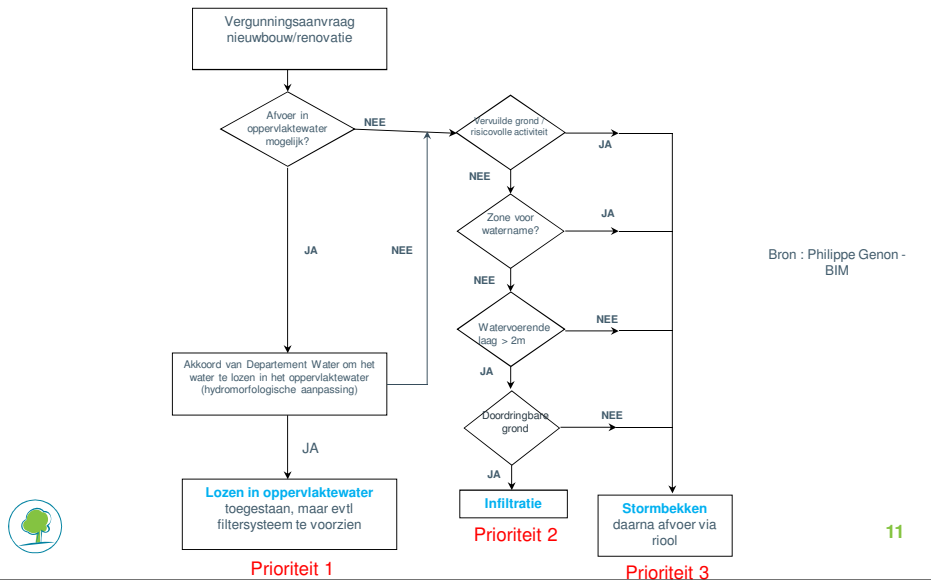 Vergunningsaanvraag
nieuwbouw/renovatie
Afvoer in
oppervlaktewater
mogelijk?
NEE
Vervuilde grond /
risicovolle activiteit
JA
NEE
Zone voor
watername?
JA
JA
NEE
NEE
Bron : Philippe Genon -
BIM
Watervoerende
laag > 2m
NEE
JA
Akkoord van Departement Water om het
water te lozen in het oppervlaktewater
(hydromorfologische aanpassing)
Doordringbare
grond
NEE
JA
JA
Lozen in oppervlaktewater
toegestaan, maar evtl
filtersysteem te voorzien
Prioriteit 1
Infiltratie
Prioriteit 2
Stormbekken
daarna afvoer via
riool
Prioriteit 3
11